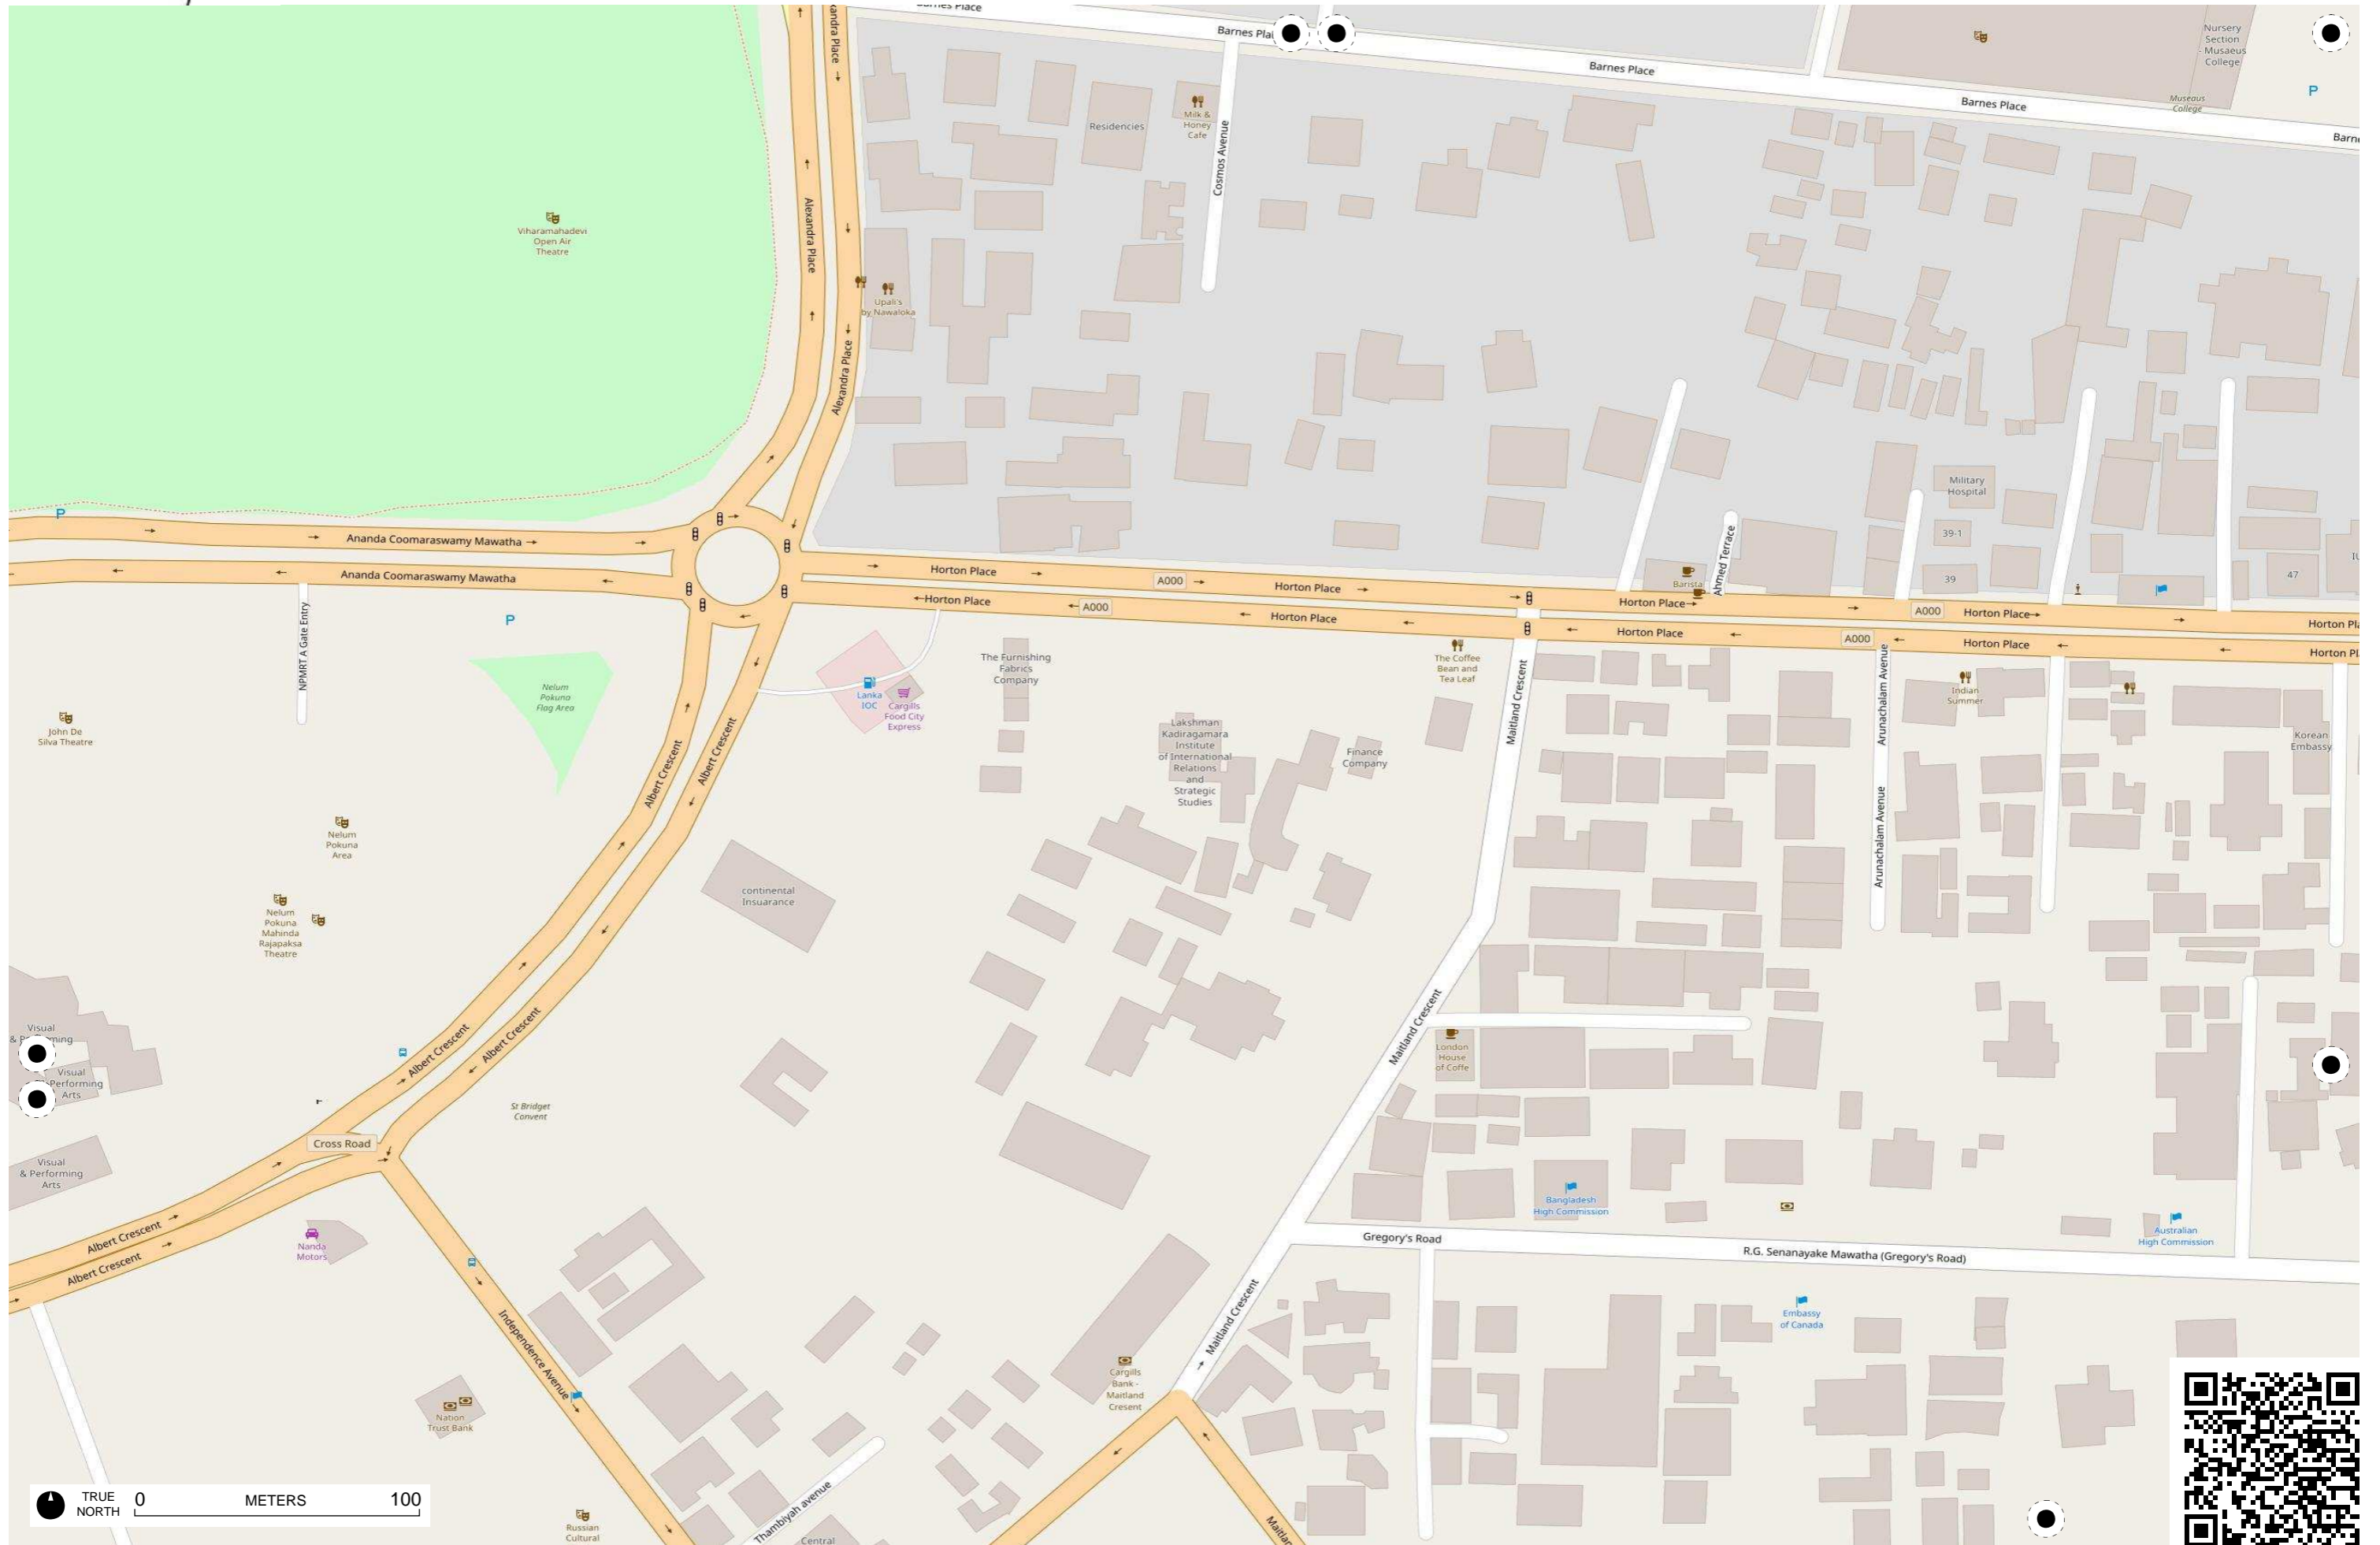 Barnes Place
Barnes
Barnes Place
Barnes Place
Nursery
Section
- Musaeus
College
Museaus
College
Alexandra Place
Residencies
Milk &
Honey
Cafe
Cosmos Avenue
Viharamahadevi
Open Air
Theatre
Alexandra Place
Upali's
by Nawaloka
P
P
Ananda Coomaraswamy Mawatha
Ananda Coomaraswamy Mawatha
Horton Place
A000
Horton Place
Horton Place
A000
Horton Place
Horton Place
A000
Horton Place
Horton Place
A000
Horton Place
Barista
Ahmed Terrace
Military
Hospital
39-1
39
47
NPMRT A Gate Entry
P
Nelum
Pokuna
Flag Area
John De
Silva Theatre
Lanka
IOC
Cargills
Food City
Express
The Furnishing
Fabrics
Company
Lakshman
Kadiragamara
Institute
of International
Relations
and
Strategic
Studies
Finance
Company
The Coffee
Bean and
Tea Leaf
Maitland Crescent
Arunachalam Avenue
Arunachalam Avenue
Indian
Summer
Korean
Embassy
Albert Crescent
Albert Crescent
Nelum
Pokuna
Area
Nelum
Pokuna
Mahinda
Rajapaksa
Theatre
continental
Insuarance
Visual
Visual
Performing
Arts
Visual
& Performing
Arts
Albert Crescent
Albert Crescent
St Bridget
Convent
Cross Road
Maitland Crescent
London
House
of Coffe
Bangladesh
High Commission
Australian
High Commission
Albert Crescent
Albert Crescent
Nanda
Motors
Gregory's Road
R.G. Senanayake Mawatha (Gregory's Road)
Embassy
of Canada
Independence Avenue
Maitland Crescent
Cargills
Bank -
Maitland
Cresent
Nation
Trust Bank
Thambiyah avenue
Russian
Cultural
Central
TRUE
NORTH
0 METERS 100